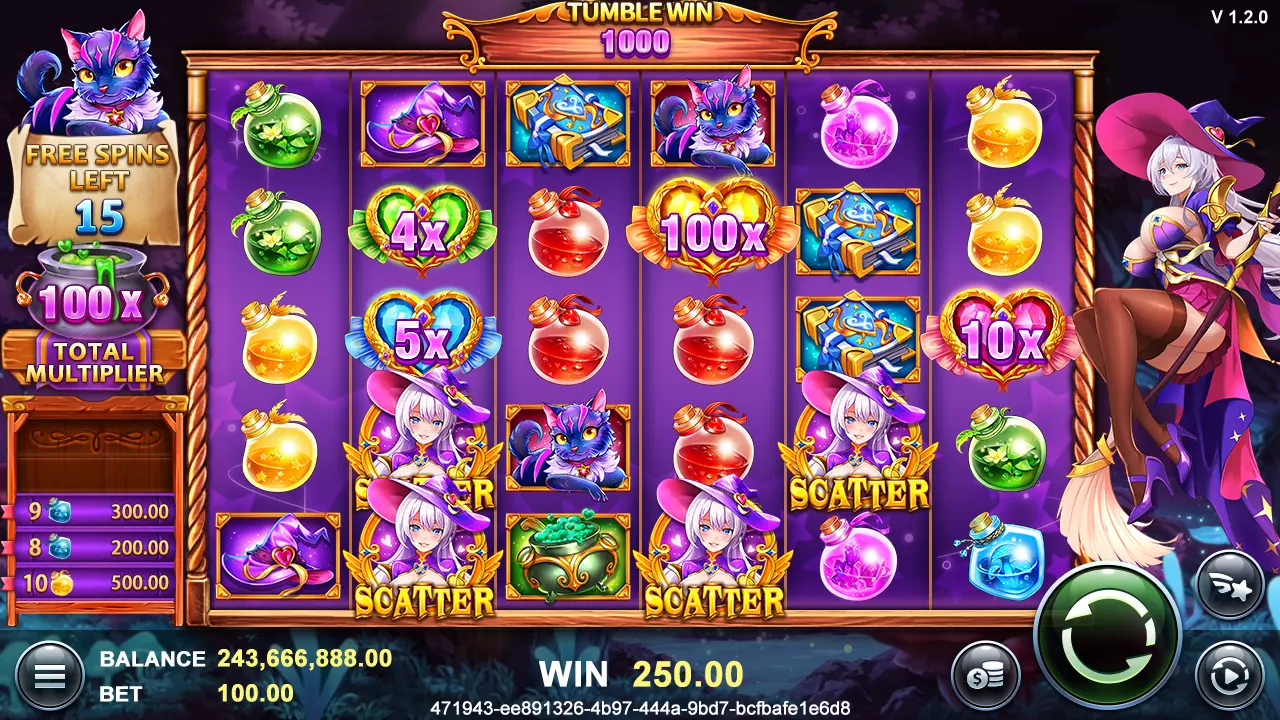 TUMBLE WIN
1000
V 1.2.0
FREE SPINS
LEFT
15
100 x
TOTAL
MULTIPLIER
4x
100x
5x
10x
SCATTER
SCATTER
SCATTER
SCATTER
9 300.00
8 200.00
10 500.00
BALANCE 243,666,888.00
BET 100.00
WIN 250.00
471943-ee891326-4b97-444a-9bd7-bcfbafe1e6d8